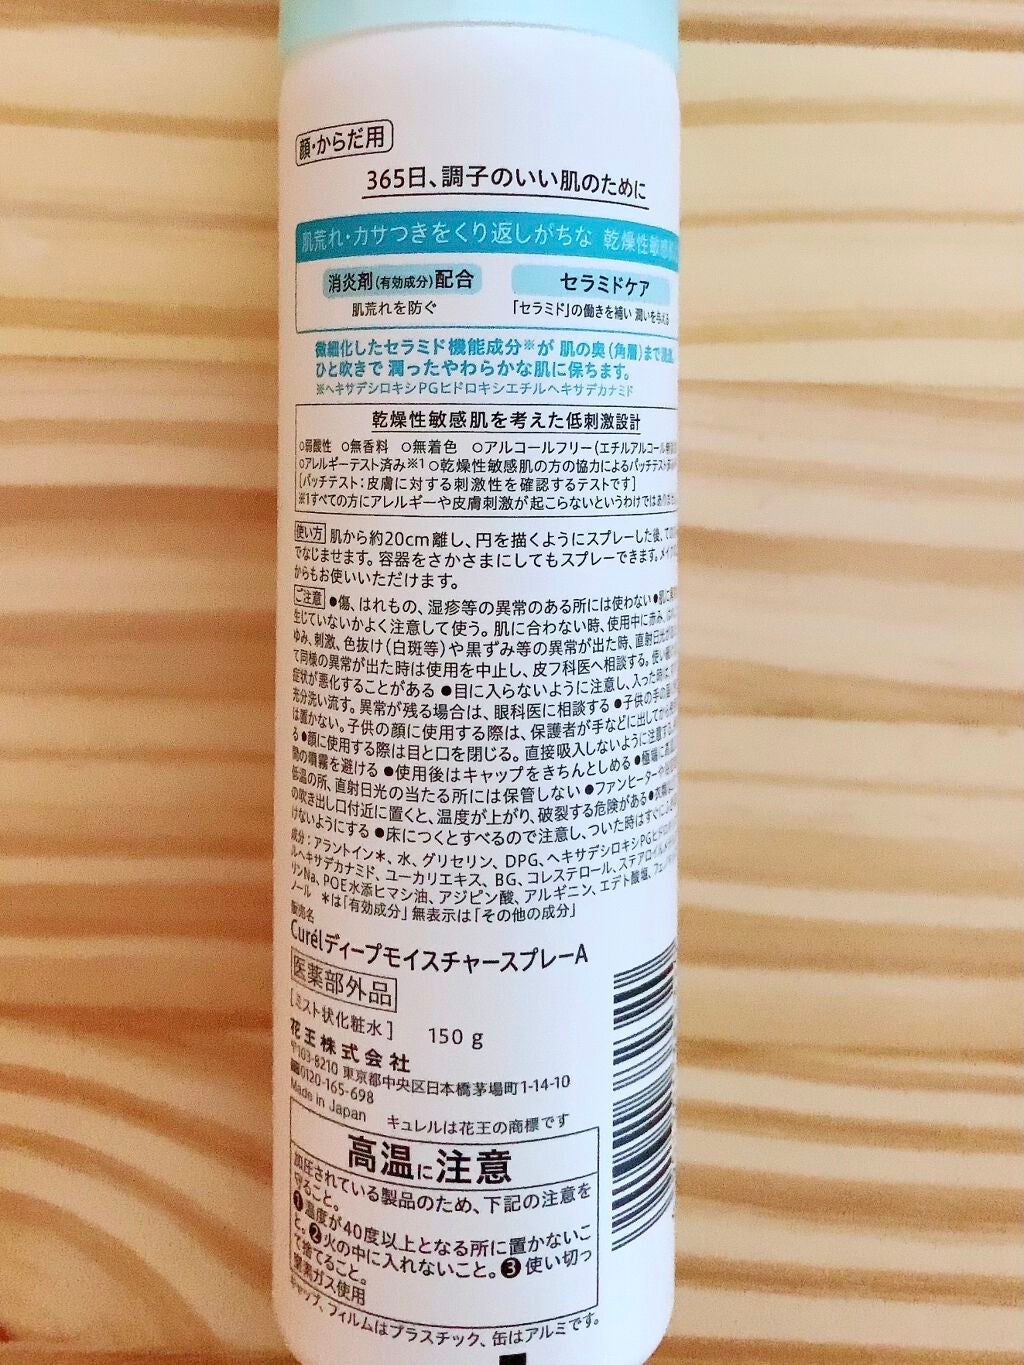 顔・からだ用
365日、調子のいい肌のために
肌荒れ・カサつきをくり返しがちな 乾燥性敏感肌
消炎剤(有効成分)配合
肌荒れを防ぐ
セラミドケア
「セラミド」の働きを補い 潤いを与える
微細化したセラミド機能成分※が 肌の奥(角層)まで浸透。
ひと吹きで 潤ったやわらかな肌に保ちます。
※ヘキサデシロキシPGヒドロキシエチルヘキサデカナミド
乾燥性敏感肌を考えた低刺激設計
○弱酸性 ○無香料 ○無着色 ○アルコールフリー(エチルアルコール
○アレルギーテスト済み※1 ○乾燥性敏感肌の方の協力によるパッチテスト
[パッチテスト:皮膚に対する刺激性を確認するテストです]
※1すべての方にアレルギーや皮膚刺激が起こらないというわけではあり
使い方 肌から約20cm離し、円を描くようにスプレーした後、
でなじませます。容器をさかさまにしてもスプレーできます。
からもお使いいただけます。
ご注意 ●傷、はれもの、湿疹等の異常のある所には使わない
生じていないかよく注意して使う。肌に合わない時、使用中に赤み、
ゆみ、刺激、色抜け(白斑等)や黒ずみ等の異常が出た時、直射日光が
て同様の異常が出た時は使用を中止し、皮フ科医へ相談する。
症状が悪化することがある ●目に入らないように注意し、入った時は、
充分洗い流す。異常が残る場合は、眼科医に相談する ●子供の手の
は置かない。子供の顔に使用する際は、保護者が手などに出してから
る ●顔に使用する際は目と口を閉じる。直接吸入しないように注意
間の噴霧を避ける ●使用後はキャップをきちんとしめる ●極端に
低温の所、直射日光の当たる所には保管しない ●ファンヒーター
の吹き出し口付近に置くと、温度が上がり、破裂する危険がある
けないようにする ●床につくとすべるので注意し、ついた時はすぐに
成分:アラントイン＊、水、グリセリン、DPG、ヘキサデシロキシPGヒドロ
ルヘキサデカナミド、ユーカリエキス、BG、コレステロール、ステアロイル
リンNa、POE水添ヒマシ油、アジピン酸、アルギニン、エデト酸塩、
ノール ＊は「有効成分」無表示は「その他の成分」
販売名
Curélディープモイスチャースプレー A
医薬部外品
[ミスト状化粧水] 150 g
花王株式会社
〒103-8210 東京都中央区日本橋茅場町1-14-10
0120-165-698
Made in Japan キュレルは花王の商標です
高温に注意
加圧されている製品のため、下記の注意を
守ること。
❶温度が40度以上となる所に置かないこ
と。❷火の中に入れないこと。❸使い切っ
て捨てること。
窒素ガス使用
キャップ、フィルムはプラスチック、缶はアルミです。